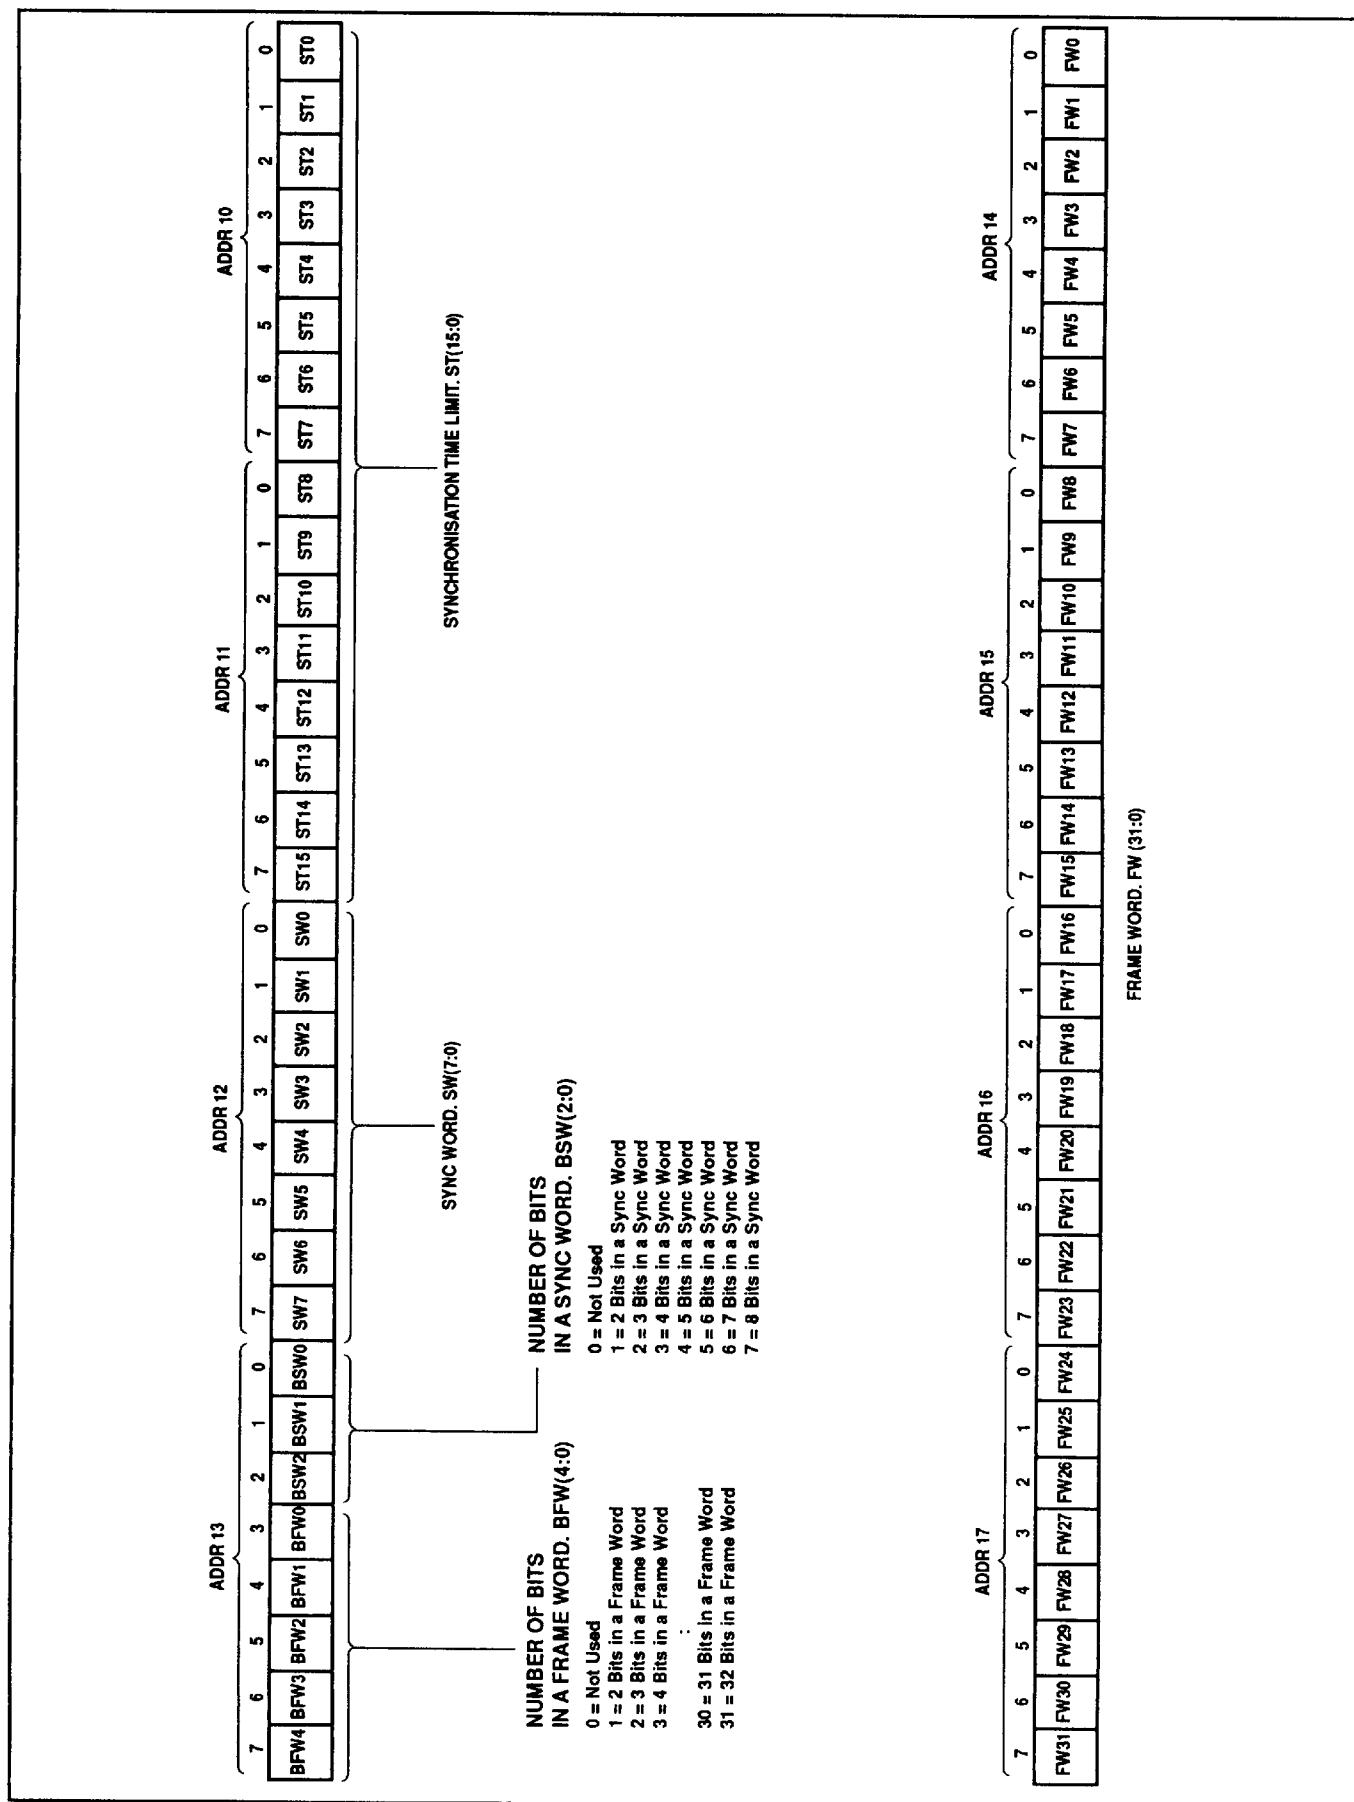 ADDR 13 ADDR 12 ADDR 11 ADDR 10
7 6 5 4 3 2 1 0 7 6 5 4 3 2 1 0 7 6 5 4 3 2 1 0 7 6 5 4 3 2 1 0
BFW4 BFW3 BFW2 BFW1 BFW0 BSW2 BSW1 BSW0 SW7 SW6 SW5 SW4 SW3 SW2 SW1 SW0 ST15 ST14 ST13 ST12 ST11 ST10 ST9 ST8 ST7 ST6 ST5 ST4 ST3 ST2 ST1 ST0
SYNC WORD. SW(7:0)
SYNCHRONISATION TIME LIMIT. ST(15:0)
NUMBER OF BITS
IN A FRAME WORD. BFW(4:0)
0 = Not Used
1 = 2 Bits in a Frame Word
2 = 3 Bits in a Frame Word
3 = 4 Bits in a Frame Word
:
30 = 31 Bits in a Frame Word
31 = 32 Bits in a Frame Word
NUMBER OF BITS
IN A SYNC WORD. BSW(2:0)
0 = Not Used
1 = 2 Bits in a Sync Word
2 = 3 Bits in a Sync Word
3 = 4 Bits in a Sync Word
4 = 5 Bits in a Sync Word
5 = 6 Bits in a Sync Word
6 = 7 Bits in a Sync Word
7 = 8 Bits in a Sync Word
ADDR 17 ADDR 16 ADDR 15 ADDR 14
7 6 5 4 3 2 1 0 7 6 5 4 3 2 1 0 7 6 5 4 3 2 1 0 7 6 5 4 3 2 1 0
FW31 FW30 FW29 FW28 FW27 FW26 FW25 FW24 FW23 FW22 FW21 FW20 FW19 FW18 FW17 FW16 FW15 FW14 FW13 FW12 FW11 FW10 FW9 FW8 FW7 FW6 FW5 FW4 FW3 FW2 FW1 FW0
FRAME WORD. FW (31:0)